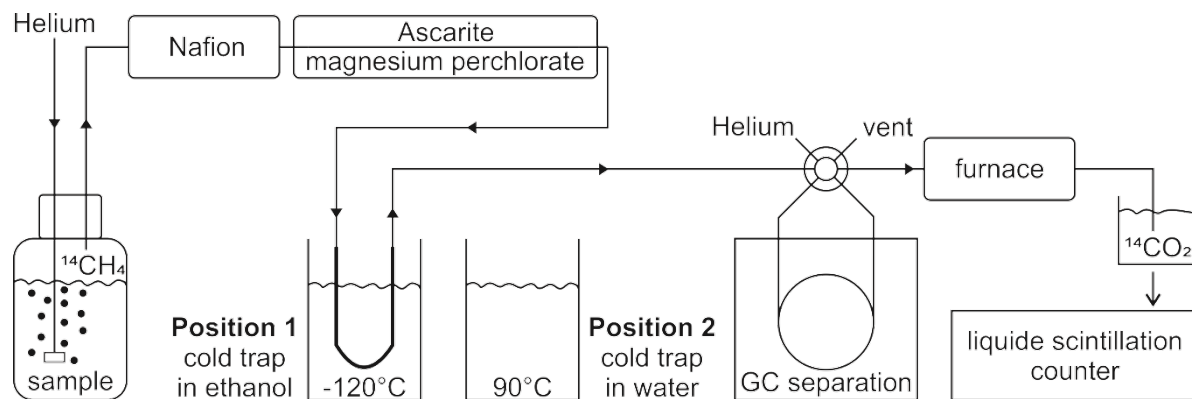 Helium
Nafion
Ascarite
magnesium perchlorate
Helium
vent
furnace
¹⁴CH₄
sample
Position 1
cold trap
in ethanol
-120°C
90°C
Position 2
cold trap
in water
GC separation
¹⁴CO₂
liquide scintillation
counter